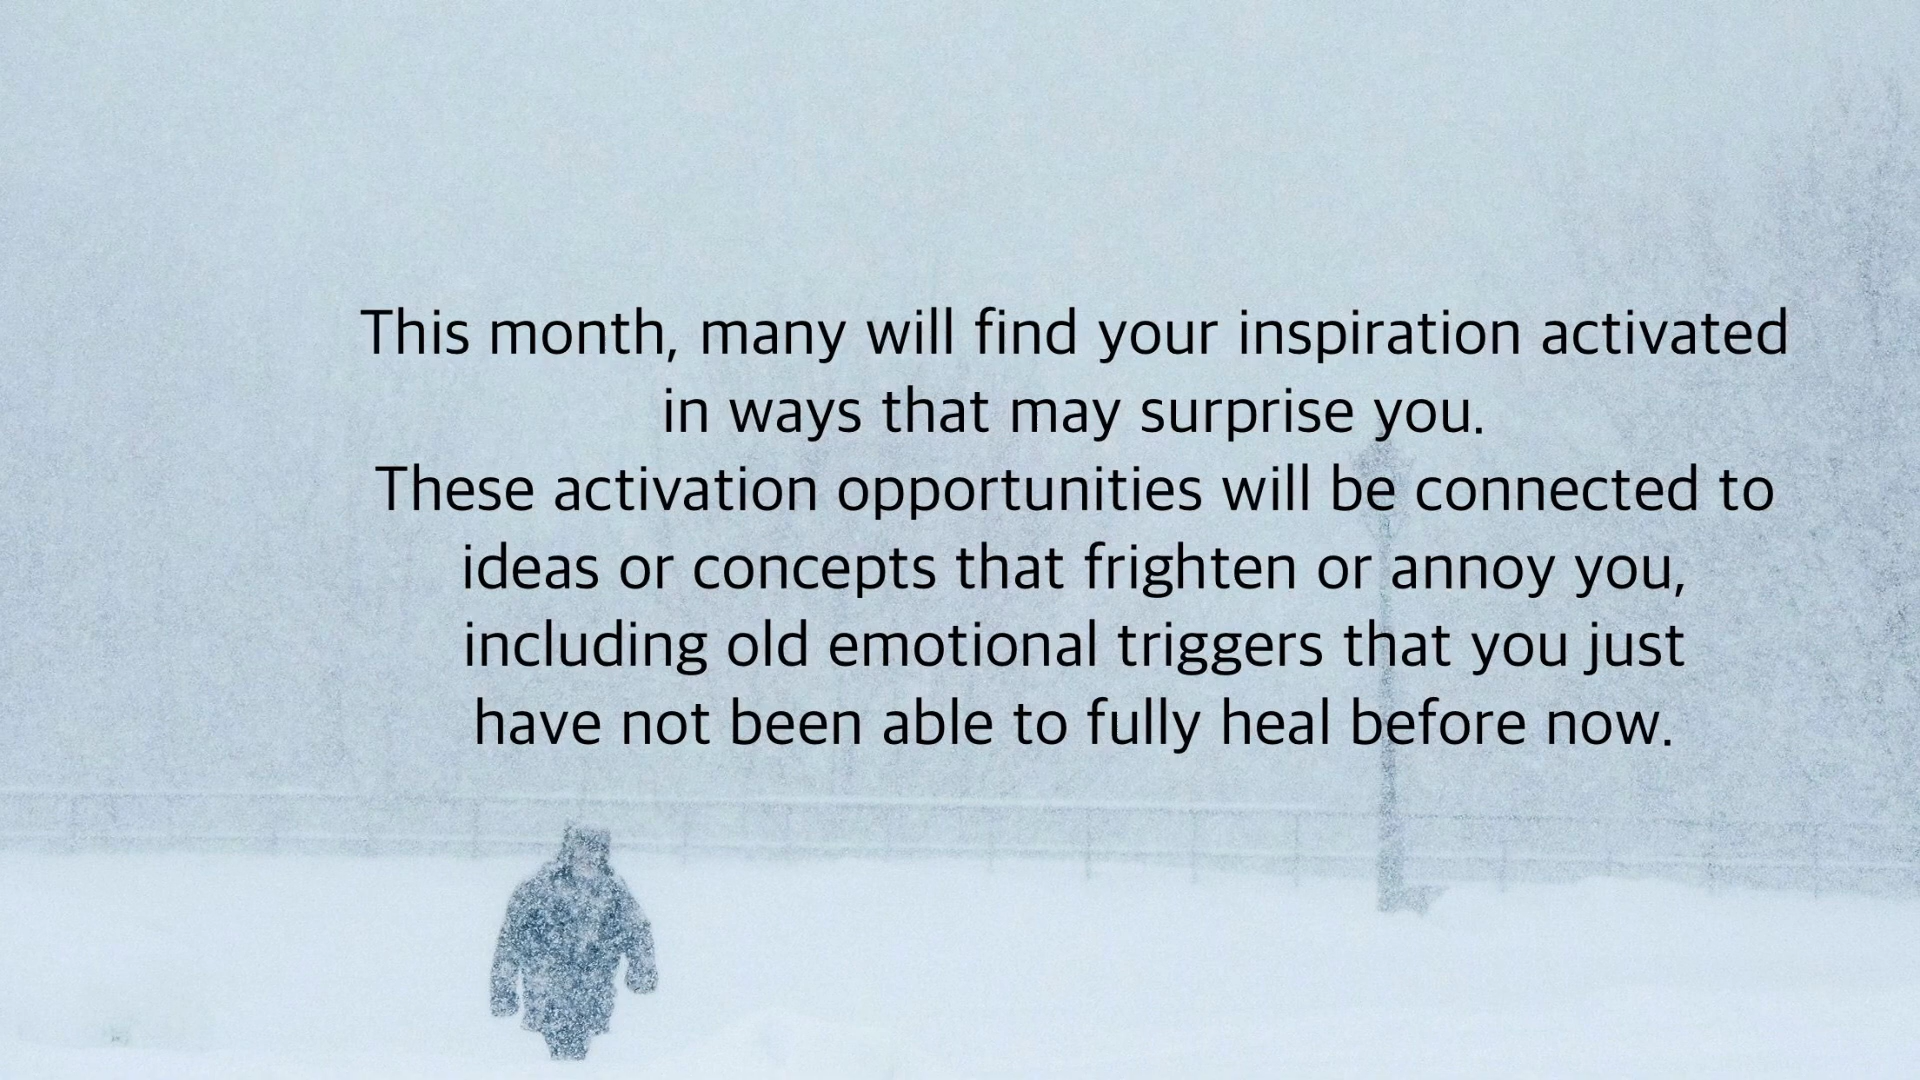 This month, many will find your inspiration activated
in ways that may surprise you.
These activation opportunities will be connected to
ideas or concepts that frighten or annoy you,
including old emotional triggers that you just
have not been able to fully heal before now.